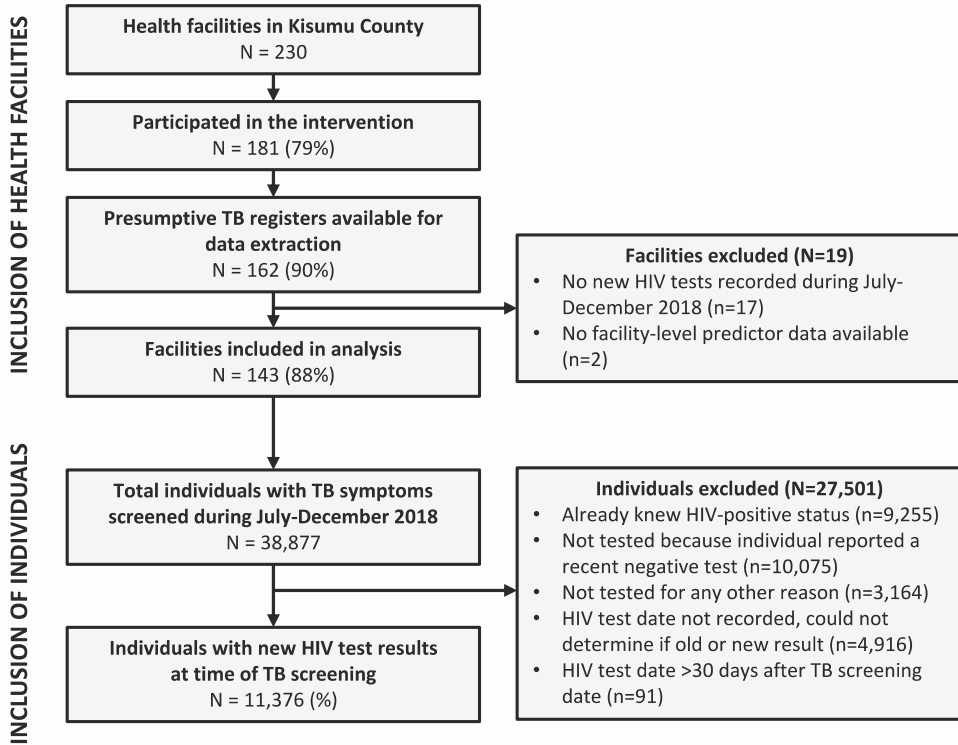 INCLUSION OF HEALTH FACILITIES
Health facilities in Kisumu County
N = 230
Participated in the intervention
N = 181 (79%)
Presumptive TB registers available for
data extraction
N = 162 (90%)
Facilities excluded (N=19)
• No new HIV tests recorded during July-
December 2018 (n=17)
• No facility-level predictor data available
(n=2)
Facilities included in analysis
N = 143 (88%)
INCLUSION OF INDIVIDUALS
Total individuals with TB symptoms
screened during July-December 2018
N = 38,877
Individuals excluded (N=27,501)
• Already knew HIV-positive status (n=9,255)
• Not tested because individual reported a
recent negative test (n=10,075)
• Not tested for any other reason (n=3,164)
• HIV test date not recorded, could not
determine if old or new result (n=4,916)
• HIV test date >30 days after TB screening
date (n=91)
Individuals with new HIV test results
at time of TB screening
N = 11,376 (%)